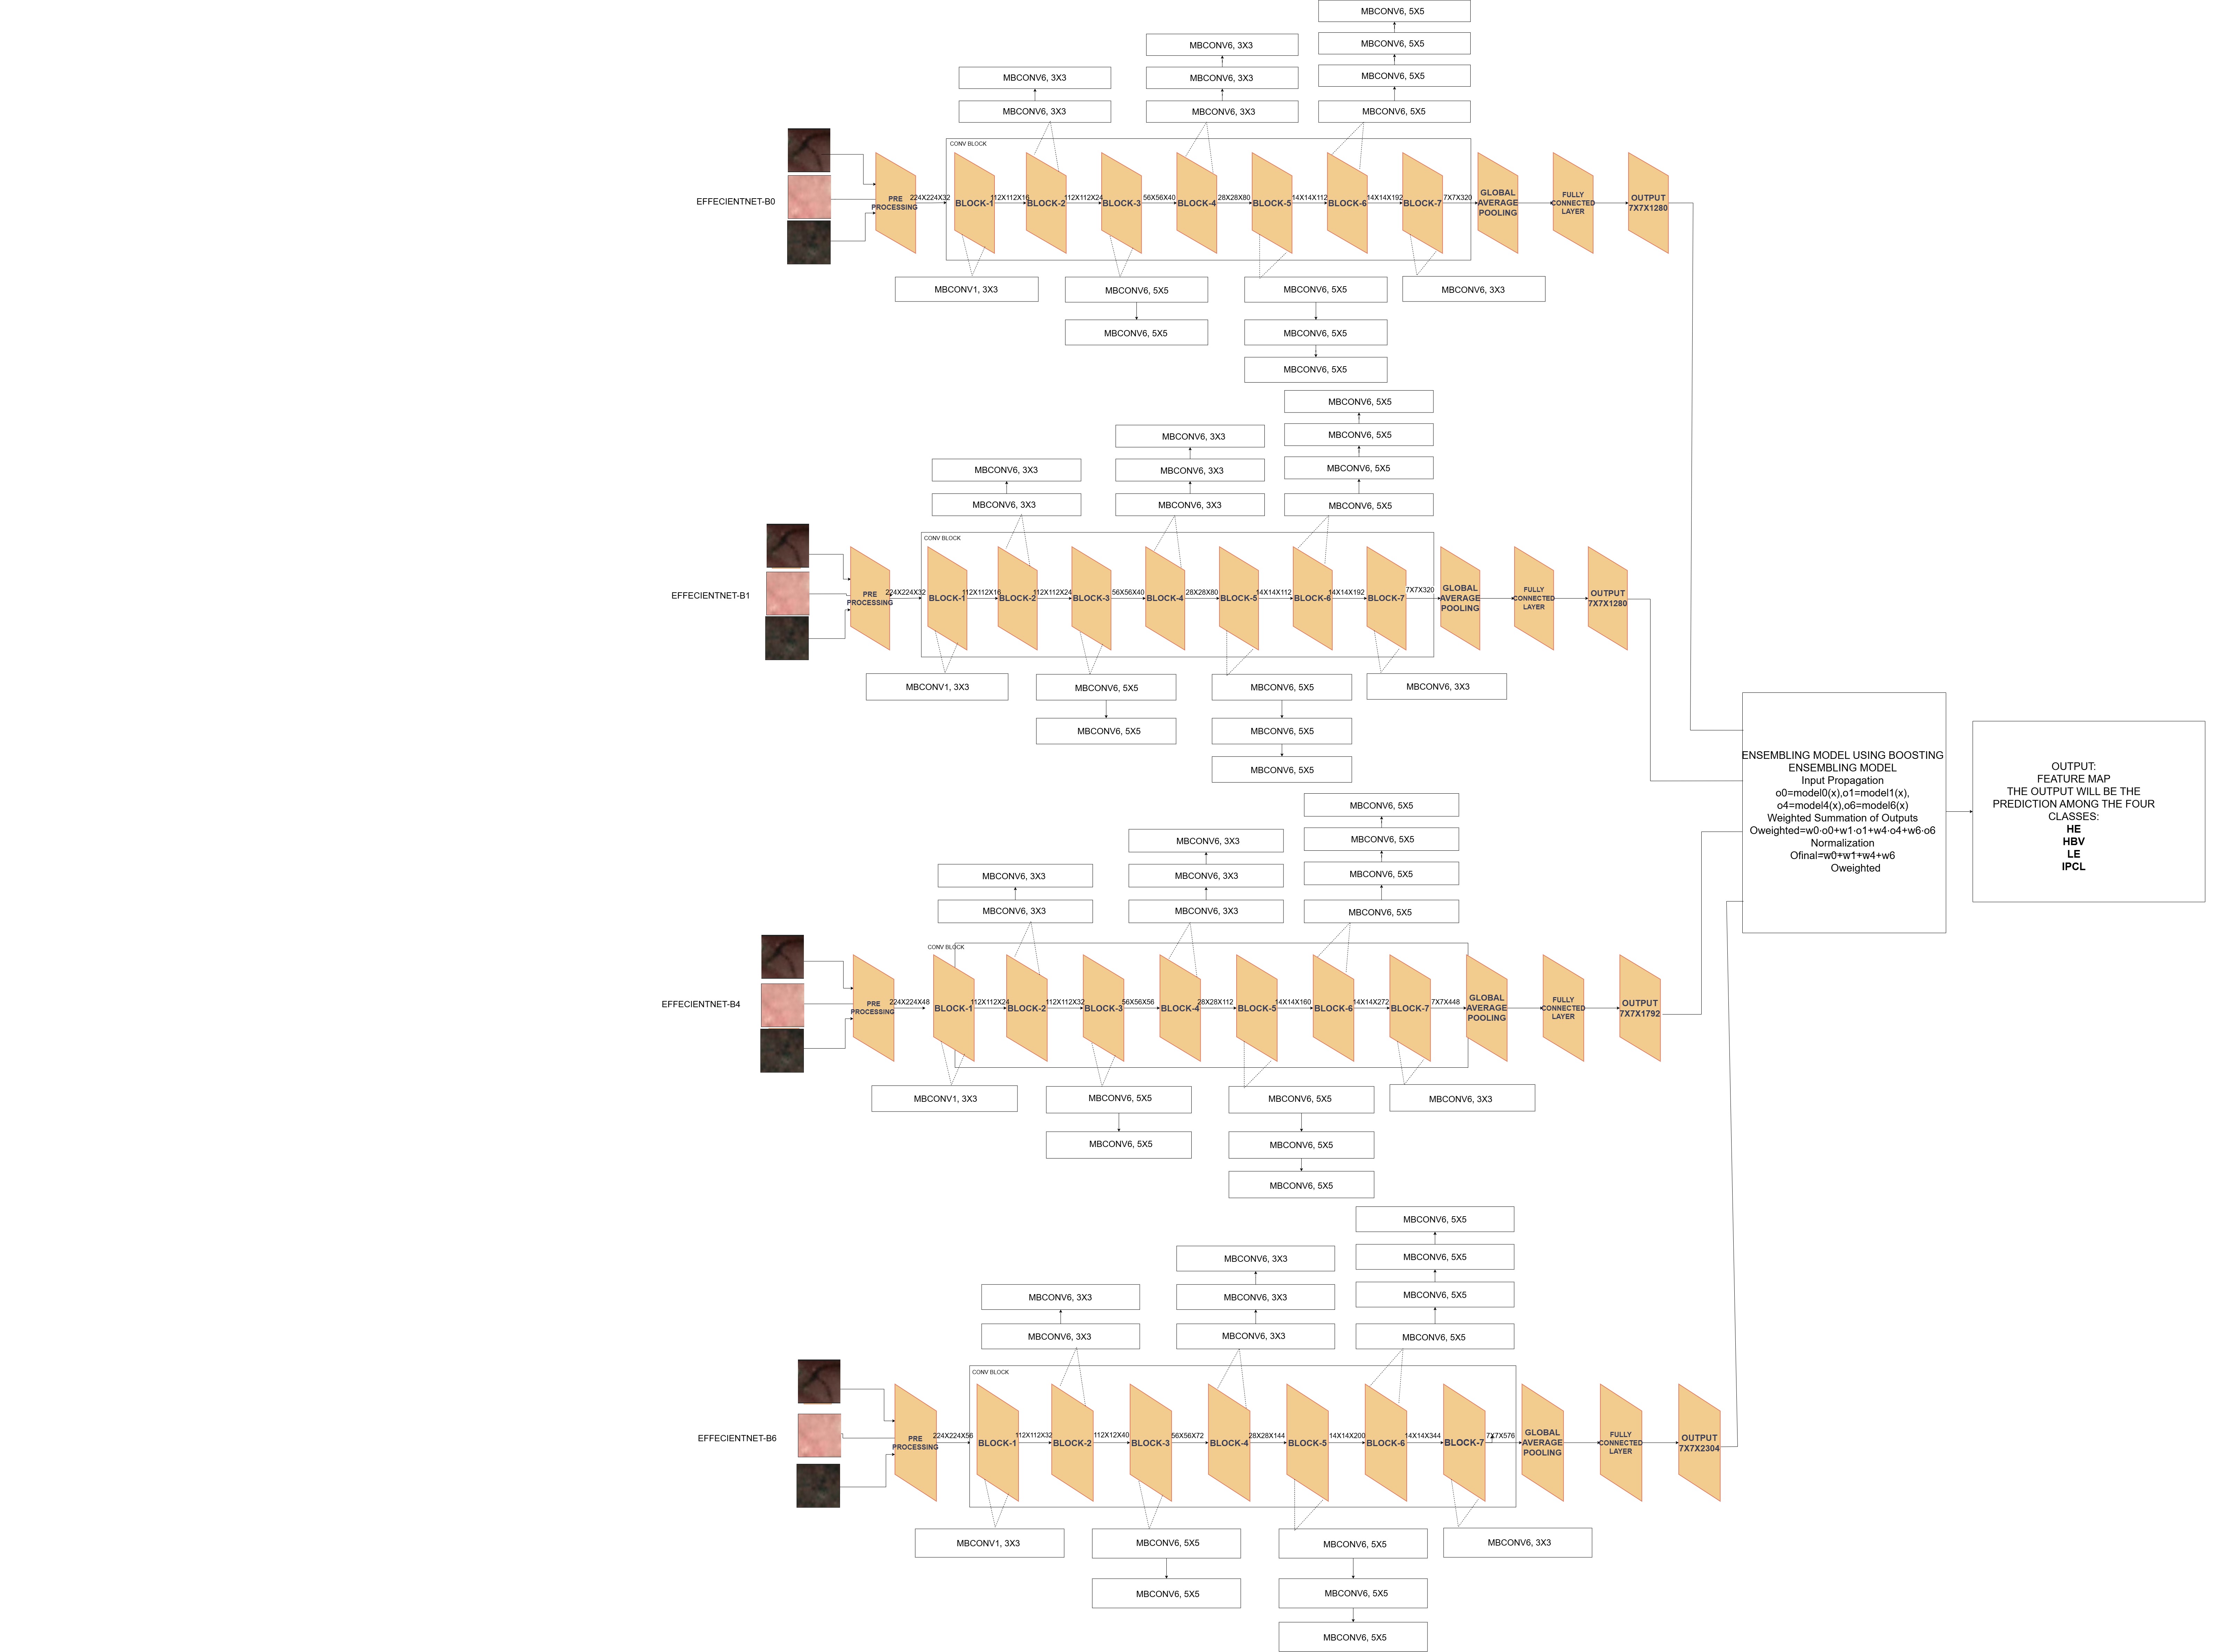 MBCONV6, 5X5
MBCONV6, 5X5
MBCONV6, 5X5
MBCONV6, 5X5
MBCONV6, 3X3
MBCONV6, 3X3
MBCONV6, 3X3
MBCONV6, 3X3
MBCONV6, 3X3
CONV BLOCK
EFFECIENTNET-B0
PRE
PROCESSING
224X224X32
BLOCK-1
112X112X16
BLOCK-2
112X112X24
BLOCK-3
56X56X40
BLOCK-4
28X28X80
BLOCK-5
14X14X112
BLOCK-6
14X14X192
BLOCK-7
7X7X320
GLOBAL
AVERAGE
POOLING
FULLY
CONNECTED
LAYER
OUTPUT
7X7X1280
MBCONV1, 3X3
MBCONV6, 5X5
MBCONV6, 5X5
MBCONV6, 5X5
MBCONV6, 5X5
MBCONV6, 5X5
MBCONV6, 3X3
MBCONV6, 5X5
MBCONV6, 5X5
MBCONV6, 5X5
MBCONV6, 5X5
MBCONV6, 3X3
MBCONV6, 3X3
MBCONV6, 3X3
MBCONV6, 3X3
MBCONV6, 3X3
CONV BLOCK
EFFECIENTNET-B1
PRE
PROCESSING
224X224X32
BLOCK-1
112X112X16
BLOCK-2
112X112X24
BLOCK-3
56X56X40
BLOCK-4
28X28X80
BLOCK-5
14X14X112
BLOCK-6
14X14X192
BLOCK-7
7X7X320
GLOBAL
AVERAGE
POOLING
FULLY
CONNECTED
LAYER
OUTPUT
7X7X1280
MBCONV1, 3X3
MBCONV6, 5X5
MBCONV6, 5X5
MBCONV6, 5X5
MBCONV6, 5X5
MBCONV6, 5X5
MBCONV6, 3X3
MBCONV6, 5X5
MBCONV6, 5X5
MBCONV6, 5X5
MBCONV6, 5X5
MBCONV6, 3X3
MBCONV6, 3X3
MBCONV6, 3X3
MBCONV6, 3X3
MBCONV6, 3X3
CONV BLOCK
EFFECIENTNET-B4
PRE
PROCESSING
224X224X48
BLOCK-1
112X112X24
BLOCK-2
112X112X32
BLOCK-3
56X56X56
BLOCK-4
28X28X112
BLOCK-5
14X14X160
BLOCK-6
14X14X272
BLOCK-7
7X7X448
GLOBAL
AVERAGE
POOLING
FULLY
CONNECTED
LAYER
OUTPUT
7X7X1792
MBCONV1, 3X3
MBCONV6, 5X5
MBCONV6, 5X5
MBCONV6, 5X5
MBCONV6, 5X5
MBCONV6, 5X5
MBCONV6, 3X3
MBCONV6, 5X5
MBCONV6, 5X5
MBCONV6, 5X5
MBCONV6, 5X5
MBCONV6, 3X3
MBCONV6, 3X3
MBCONV6, 3X3
MBCONV6, 3X3
MBCONV6, 3X3
CONV BLOCK
EFFECIENTNET-B6
PRE
PROCESSING
224X224X56
BLOCK-1
112X112X32
BLOCK-2
112X12X40
BLOCK-3
56X56X72
BLOCK-4
28X28X144
BLOCK-5
14X14X200
BLOCK-6
14X14X344
BLOCK-7
7X7X576
GLOBAL
AVERAGE
POOLING
FULLY
CONNECTED
LAYER
OUTPUT
7X7X2304
MBCONV1, 3X3
MBCONV6, 5X5
MBCONV6, 5X5
MBCONV6, 5X5
MBCONV6, 5X5
MBCONV6, 5X5
MBCONV6, 3X3
ENSEMBLING MODEL USING BOOSTING
ENSEMBLING MODEL
Input Propagation
o0=model0(x),o1=model1(x),
o4=model4(x),o6=model6(x)
Weighted Summation of Outputs
Oweighted=w0⋅o0+w1⋅o1+w4⋅o4+w6⋅o6
Normalization
Ofinal=w0+w1+w4+w6
Oweighted
OUTPUT:
FEATURE MAP
THE OUTPUT WILL BE THE
PREDICTION AMONG THE FOUR
CLASSES:
HE
HBV
LE
IPCL